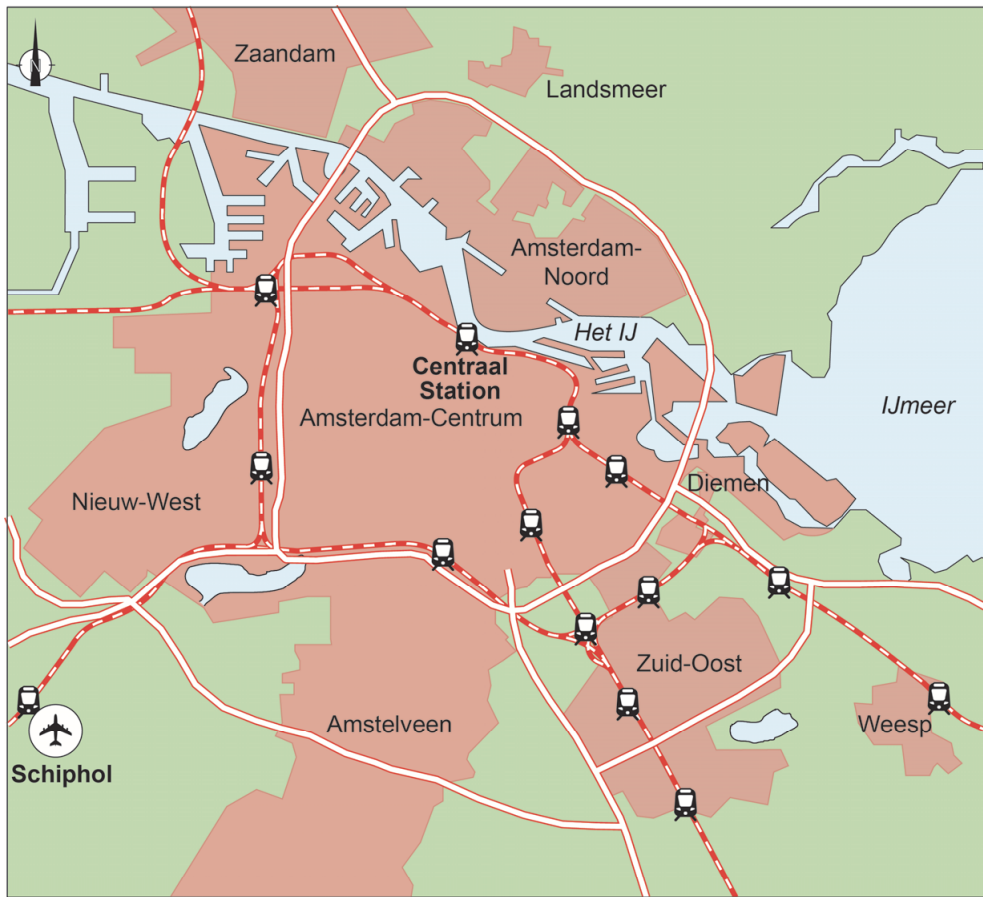 Zaandam
N
Landsmeer
Amsterdam-
Noord
Het IJ
Centraal
Station
Amsterdam-Centrum
IJmeer
Nieuw-West
Diemen
Zuid-Oost
Amstelveen
Weesp
Schiphol